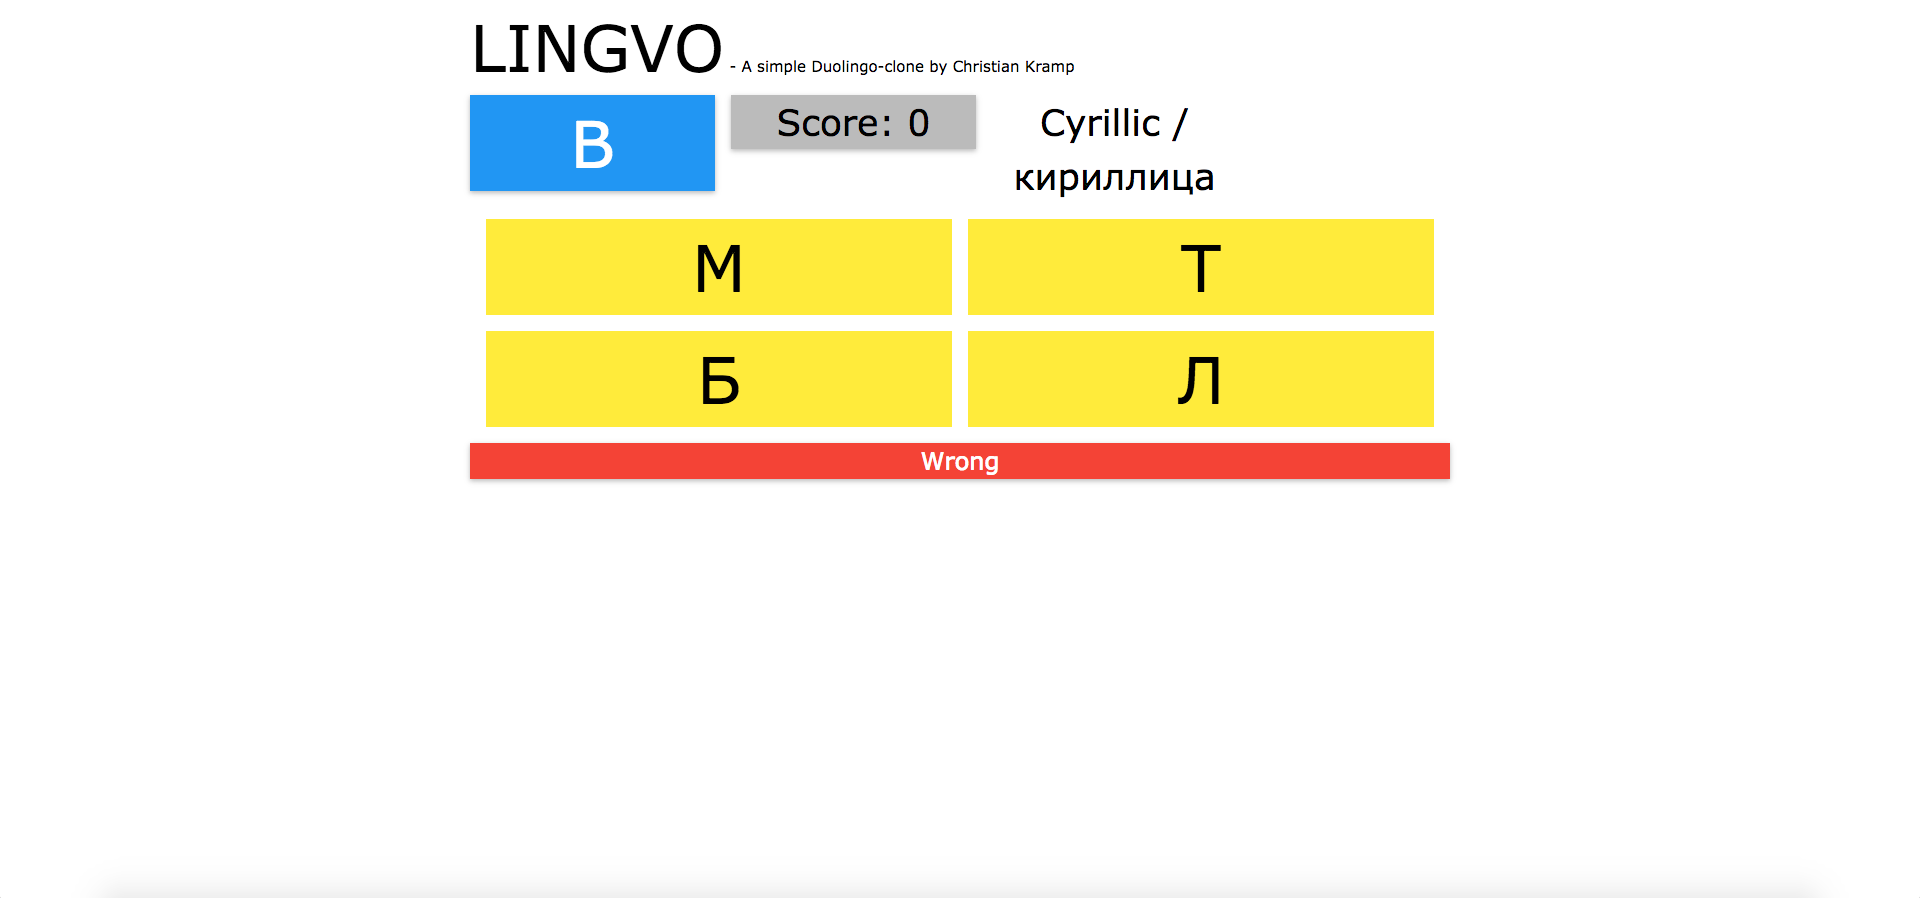 LINGVO - A simple Duolingo-clone by Christian Kramp
B
Score: 0
Cyrillic /
кириллица
М Т
Б Л
Wrong